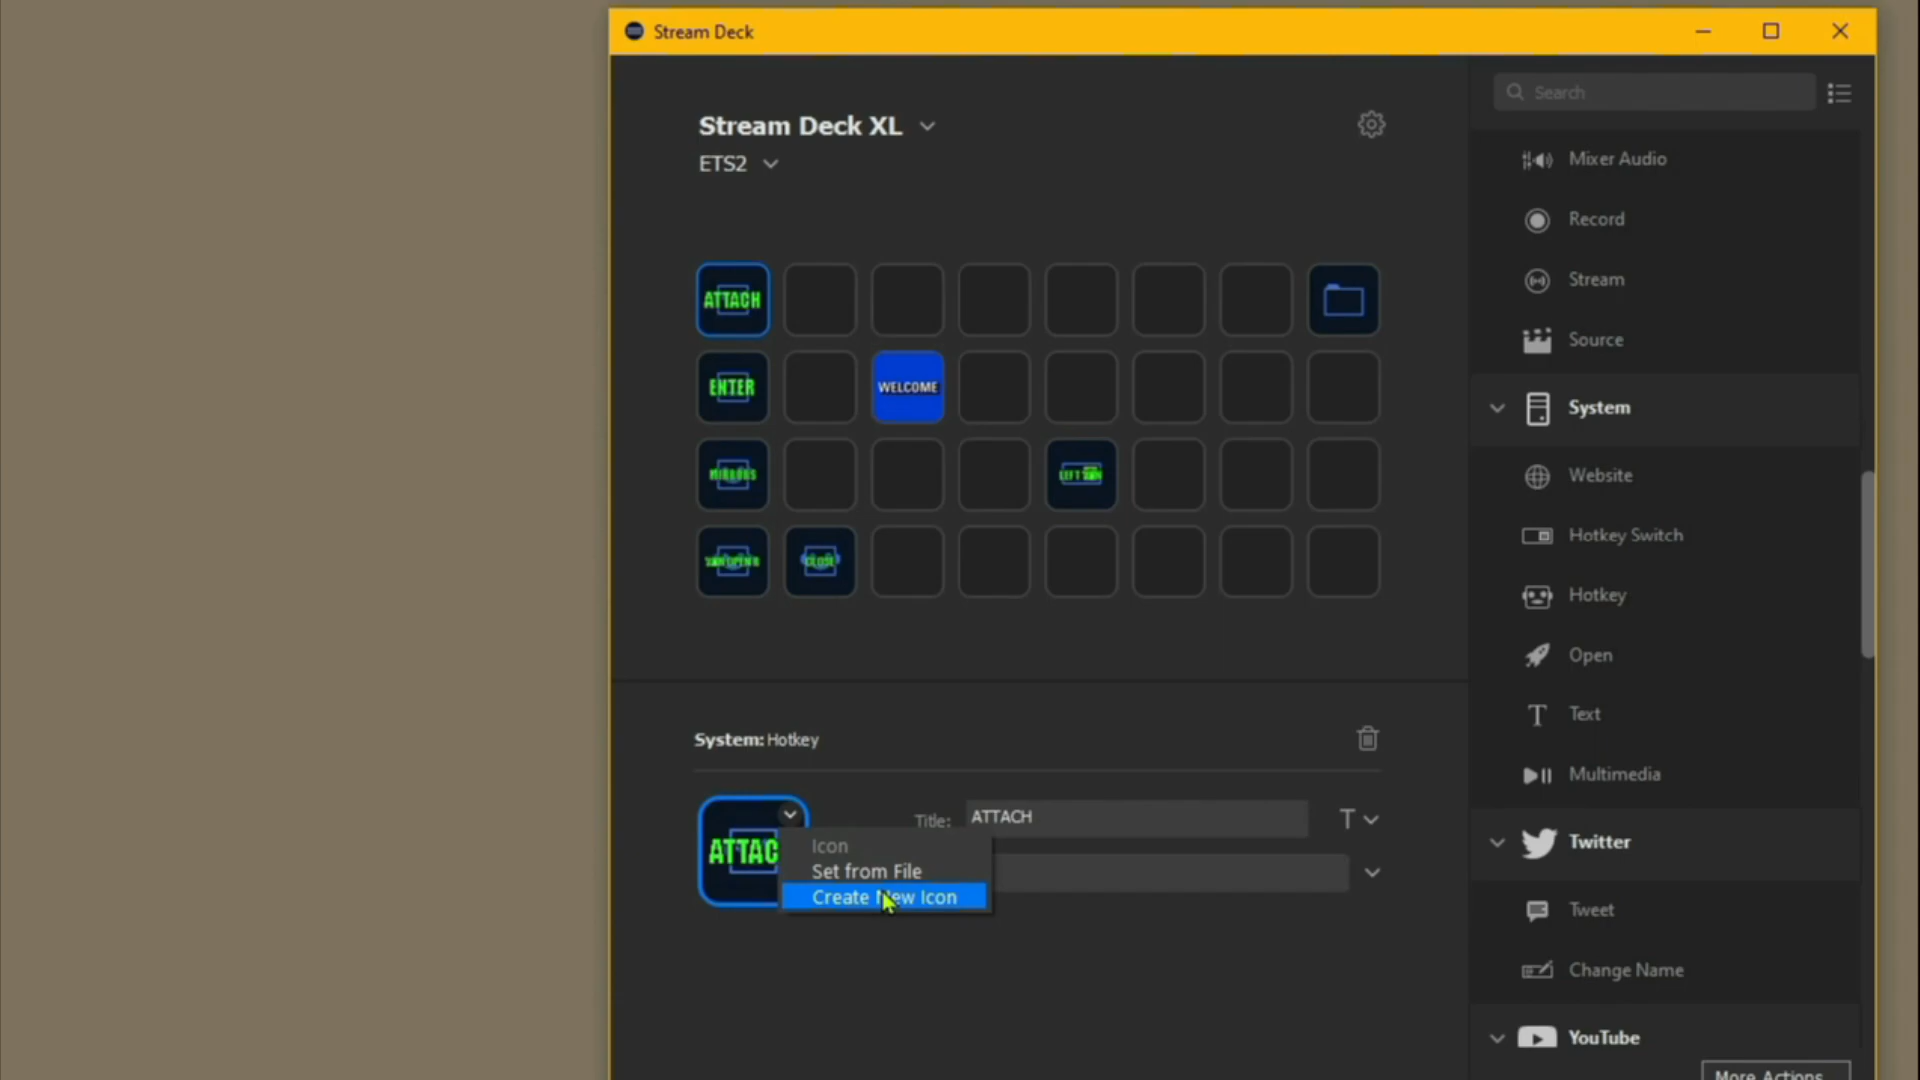 Stream Deck
Stream Deck XL
ETS2
ATTACH
ENTER
WELCOME
MIRRORS
CLOSE
System: Hotkey
Title:
ATTACH
ATTAC
Icon
Set from File
Create New Icon
Search
Mixer Audio
Record
Stream
Source
System
Website
Hotkey Switch
Hotkey
Open
Text
Multimedia
Twitter
Tweet
Change Name
YouTube
More Actions